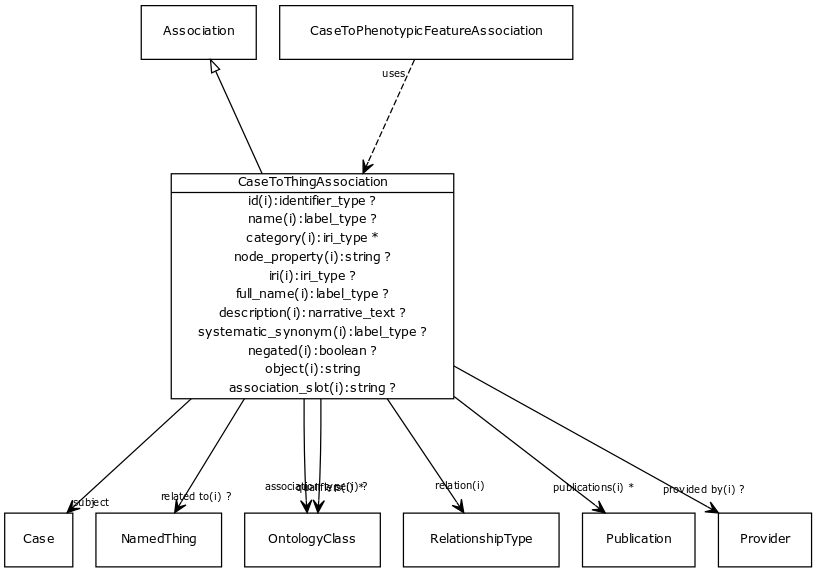 Association
CaseToPhenotypicFeatureAssociation
uses
CaseToThingAssociation
id(i):identifier_type ?
name(i):label_type ?
category(i):iri_type *
node_property(i):string ?
iri(i):iri_type ?
full_name(i):label_type ?
description(i):narrative_text ?
systematic_synonym(i):label_type ?
negated(i):boolean ?
object(i):string
association_slot(i):string ?
subject
related to(i) ?
association type(i) ?
qualifiers(i) *
relation(i)
publications(i) *
provided by(i) ?
Case
NamedThing
OntologyClass
RelationshipType
Publication
Provider